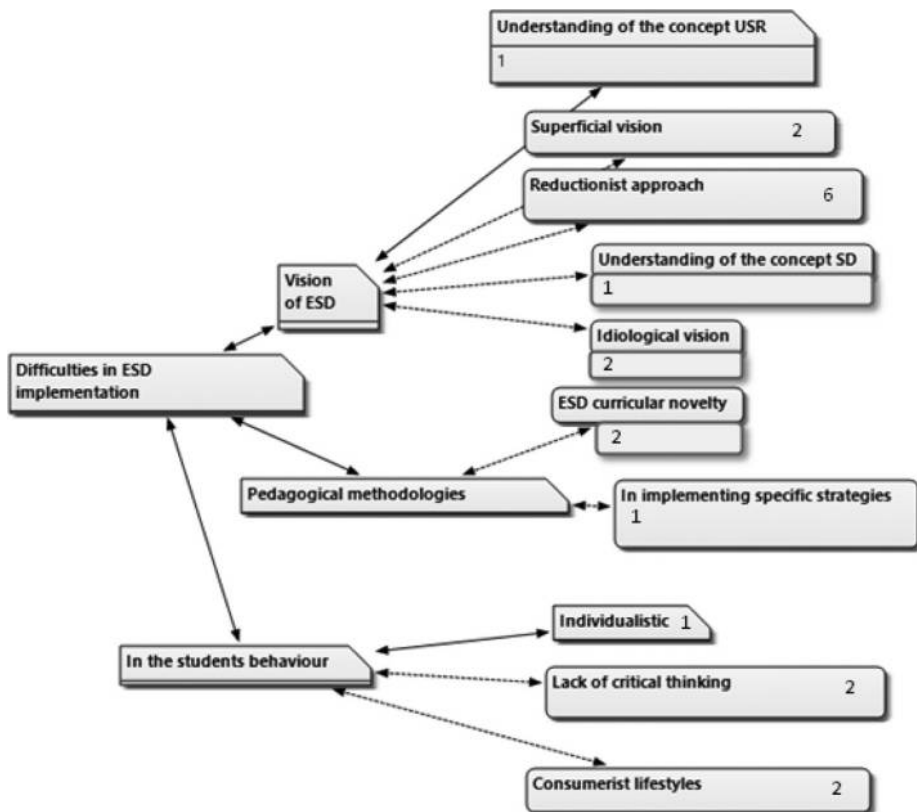 Understanding of the concept USR
1
Superficial vision 2
Reductionist approach 6
Understanding of the concept SD
1
Vision
of ESD
Idiological vision
2
Difficulties in ESD
implementation
ESD curricular novelty
2
Pedagogical methodologies
In implementing specific strategies
1
Individualistic 1
In the students behaviour
Lack of critical thinking 2
Consumerist lifestyles 2